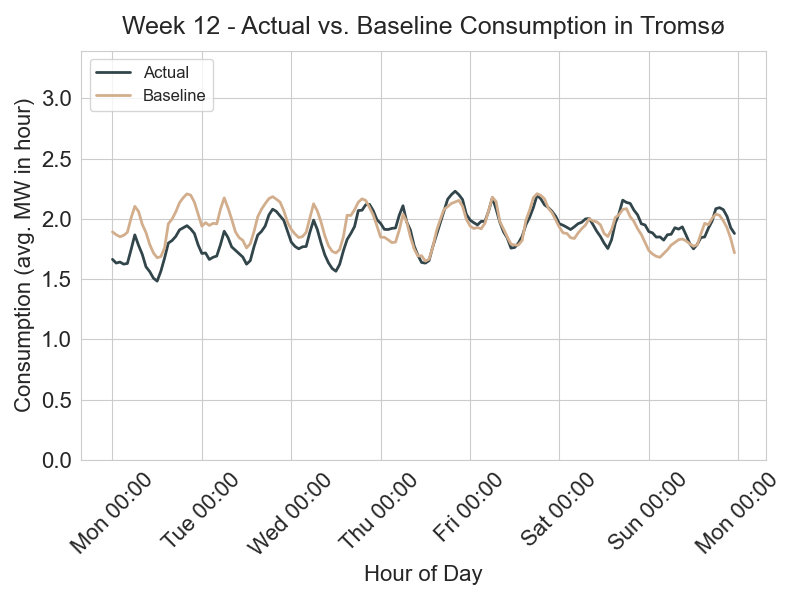 Week 12 - Actual vs. Baseline Consumption in Tromsø
Actual
Baseline
Consumption (avg. MW in hour)
3.0
2.5
2.0
1.5
1.0
0.5
0.0
Mon 00:00
Tue 00:00
Wed 00:00
Thu 00:00
Fri 00:00
Sat 00:00
Sun 00:00
Mon 00:00
Hour of Day